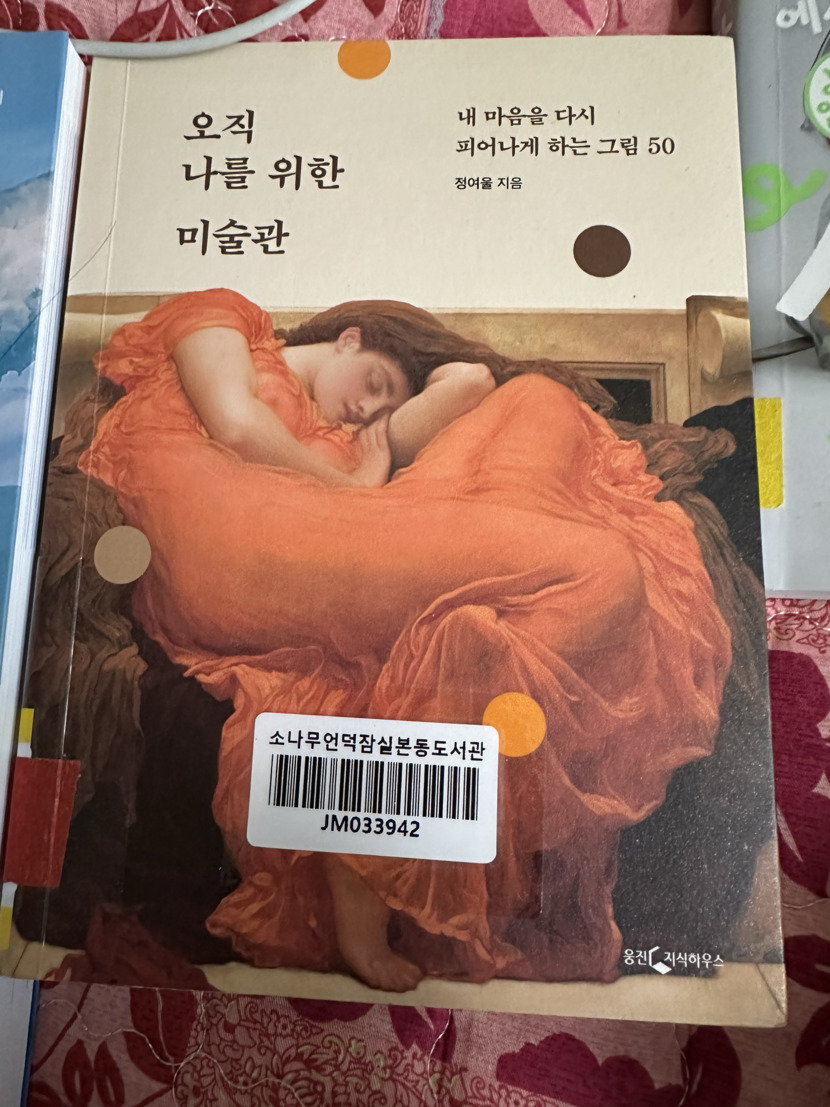 오직
나를 위한
미술관
내 마음을 다시
피어나게 하는 그림 50
정여울 지음
소나무언덕잠실본동도서관
JM033942
웅진 지식하우스